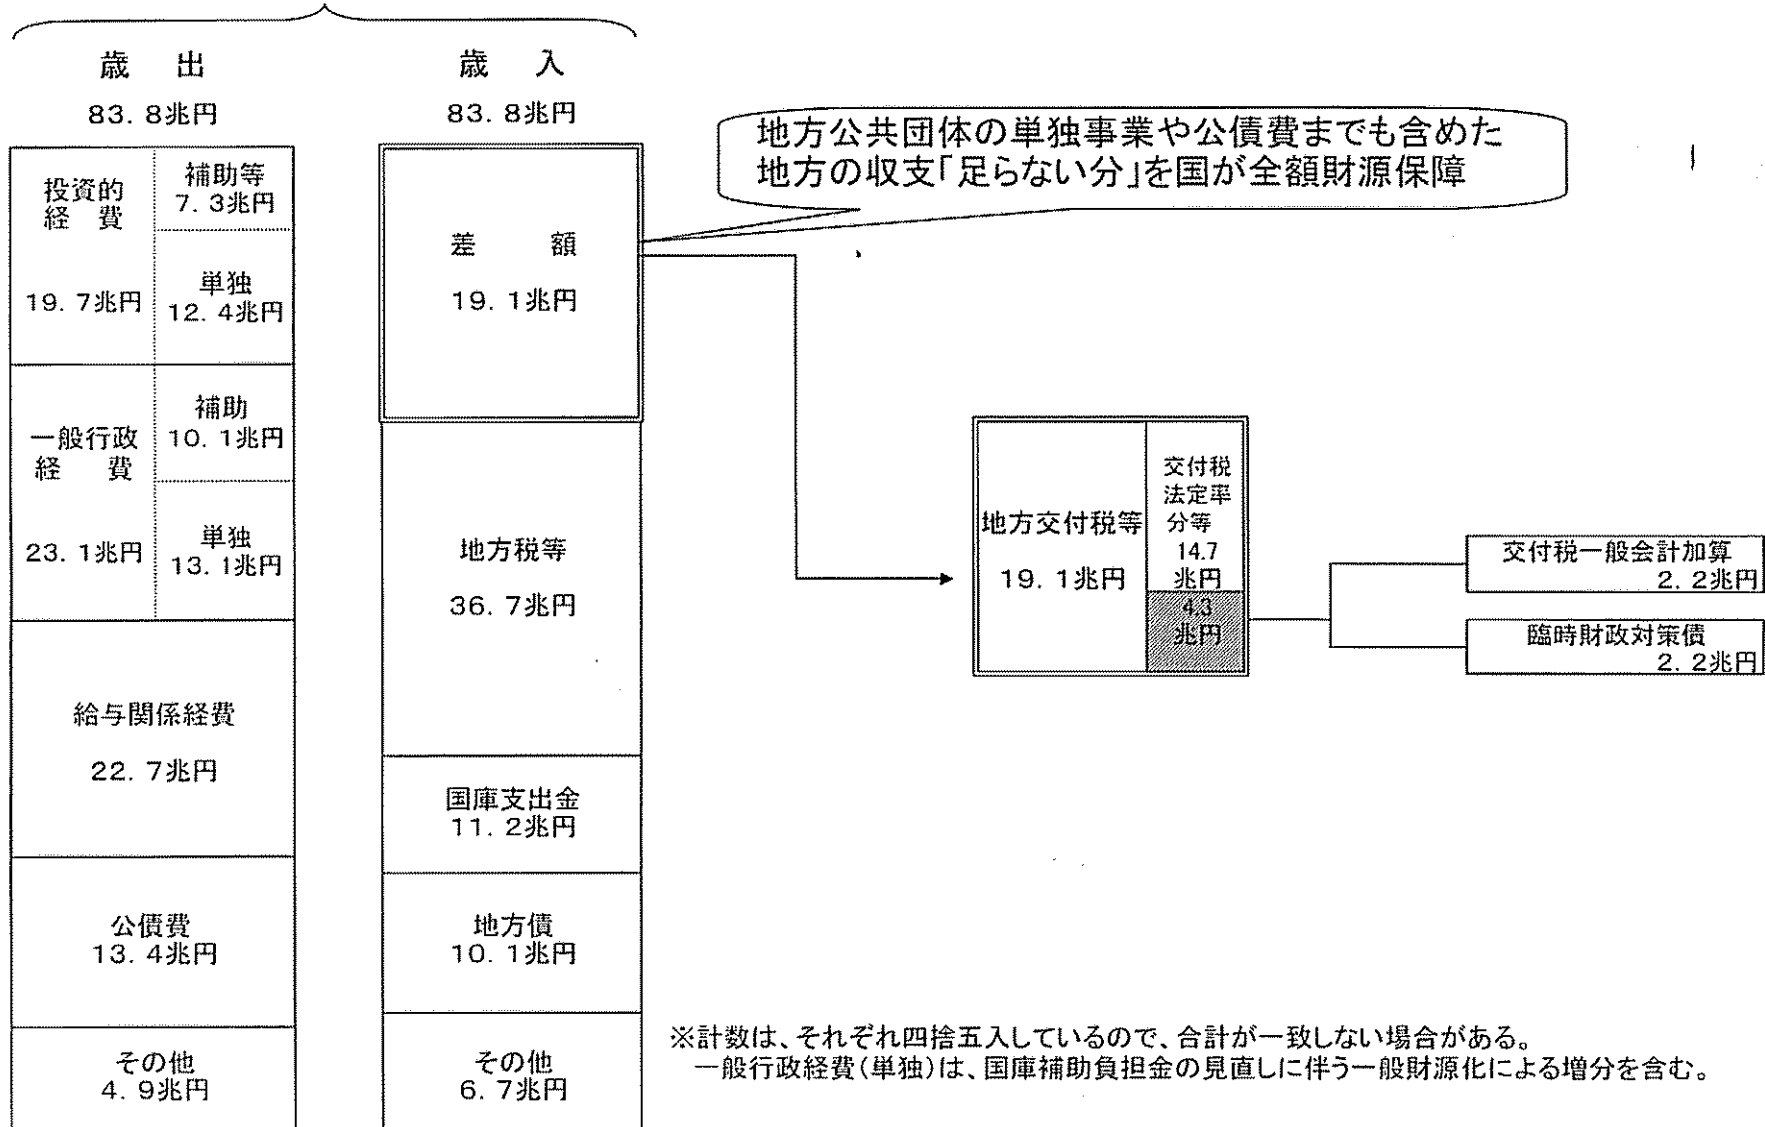 歳　出
83.8兆円
歳　入
83.8兆円
地方公共団体の単独事業や公債費までも含めた
地方の収支「足らない分」を国が全額財源保障
投資的
経　費
19.7兆円
補助等
7.3兆円
単独
12.4兆円
一般行政
経　費
23.1兆円
補助
10.1兆円
単独
13.1兆円
給与関係経費
22.7兆円
公債費
13.4兆円
その他
4.9兆円
差　額
19.1兆円
地方税等
36.7兆円
国庫支出金
11.2兆円
地方債
10.1兆円
その他
6.7兆円
地方交付税等
19.1兆円
交付税
法定率
分等
14.7
兆円
4.3
兆円
交付税一般会計加算
2.2兆円
臨時財政対策債
2.2兆円
※計数は、それぞれ四捨五入しているので、合計が一致しない場合がある。
一般行政経費(単独)は、国庫補助負担金の見直しに伴う一般財源化による増分を含む。